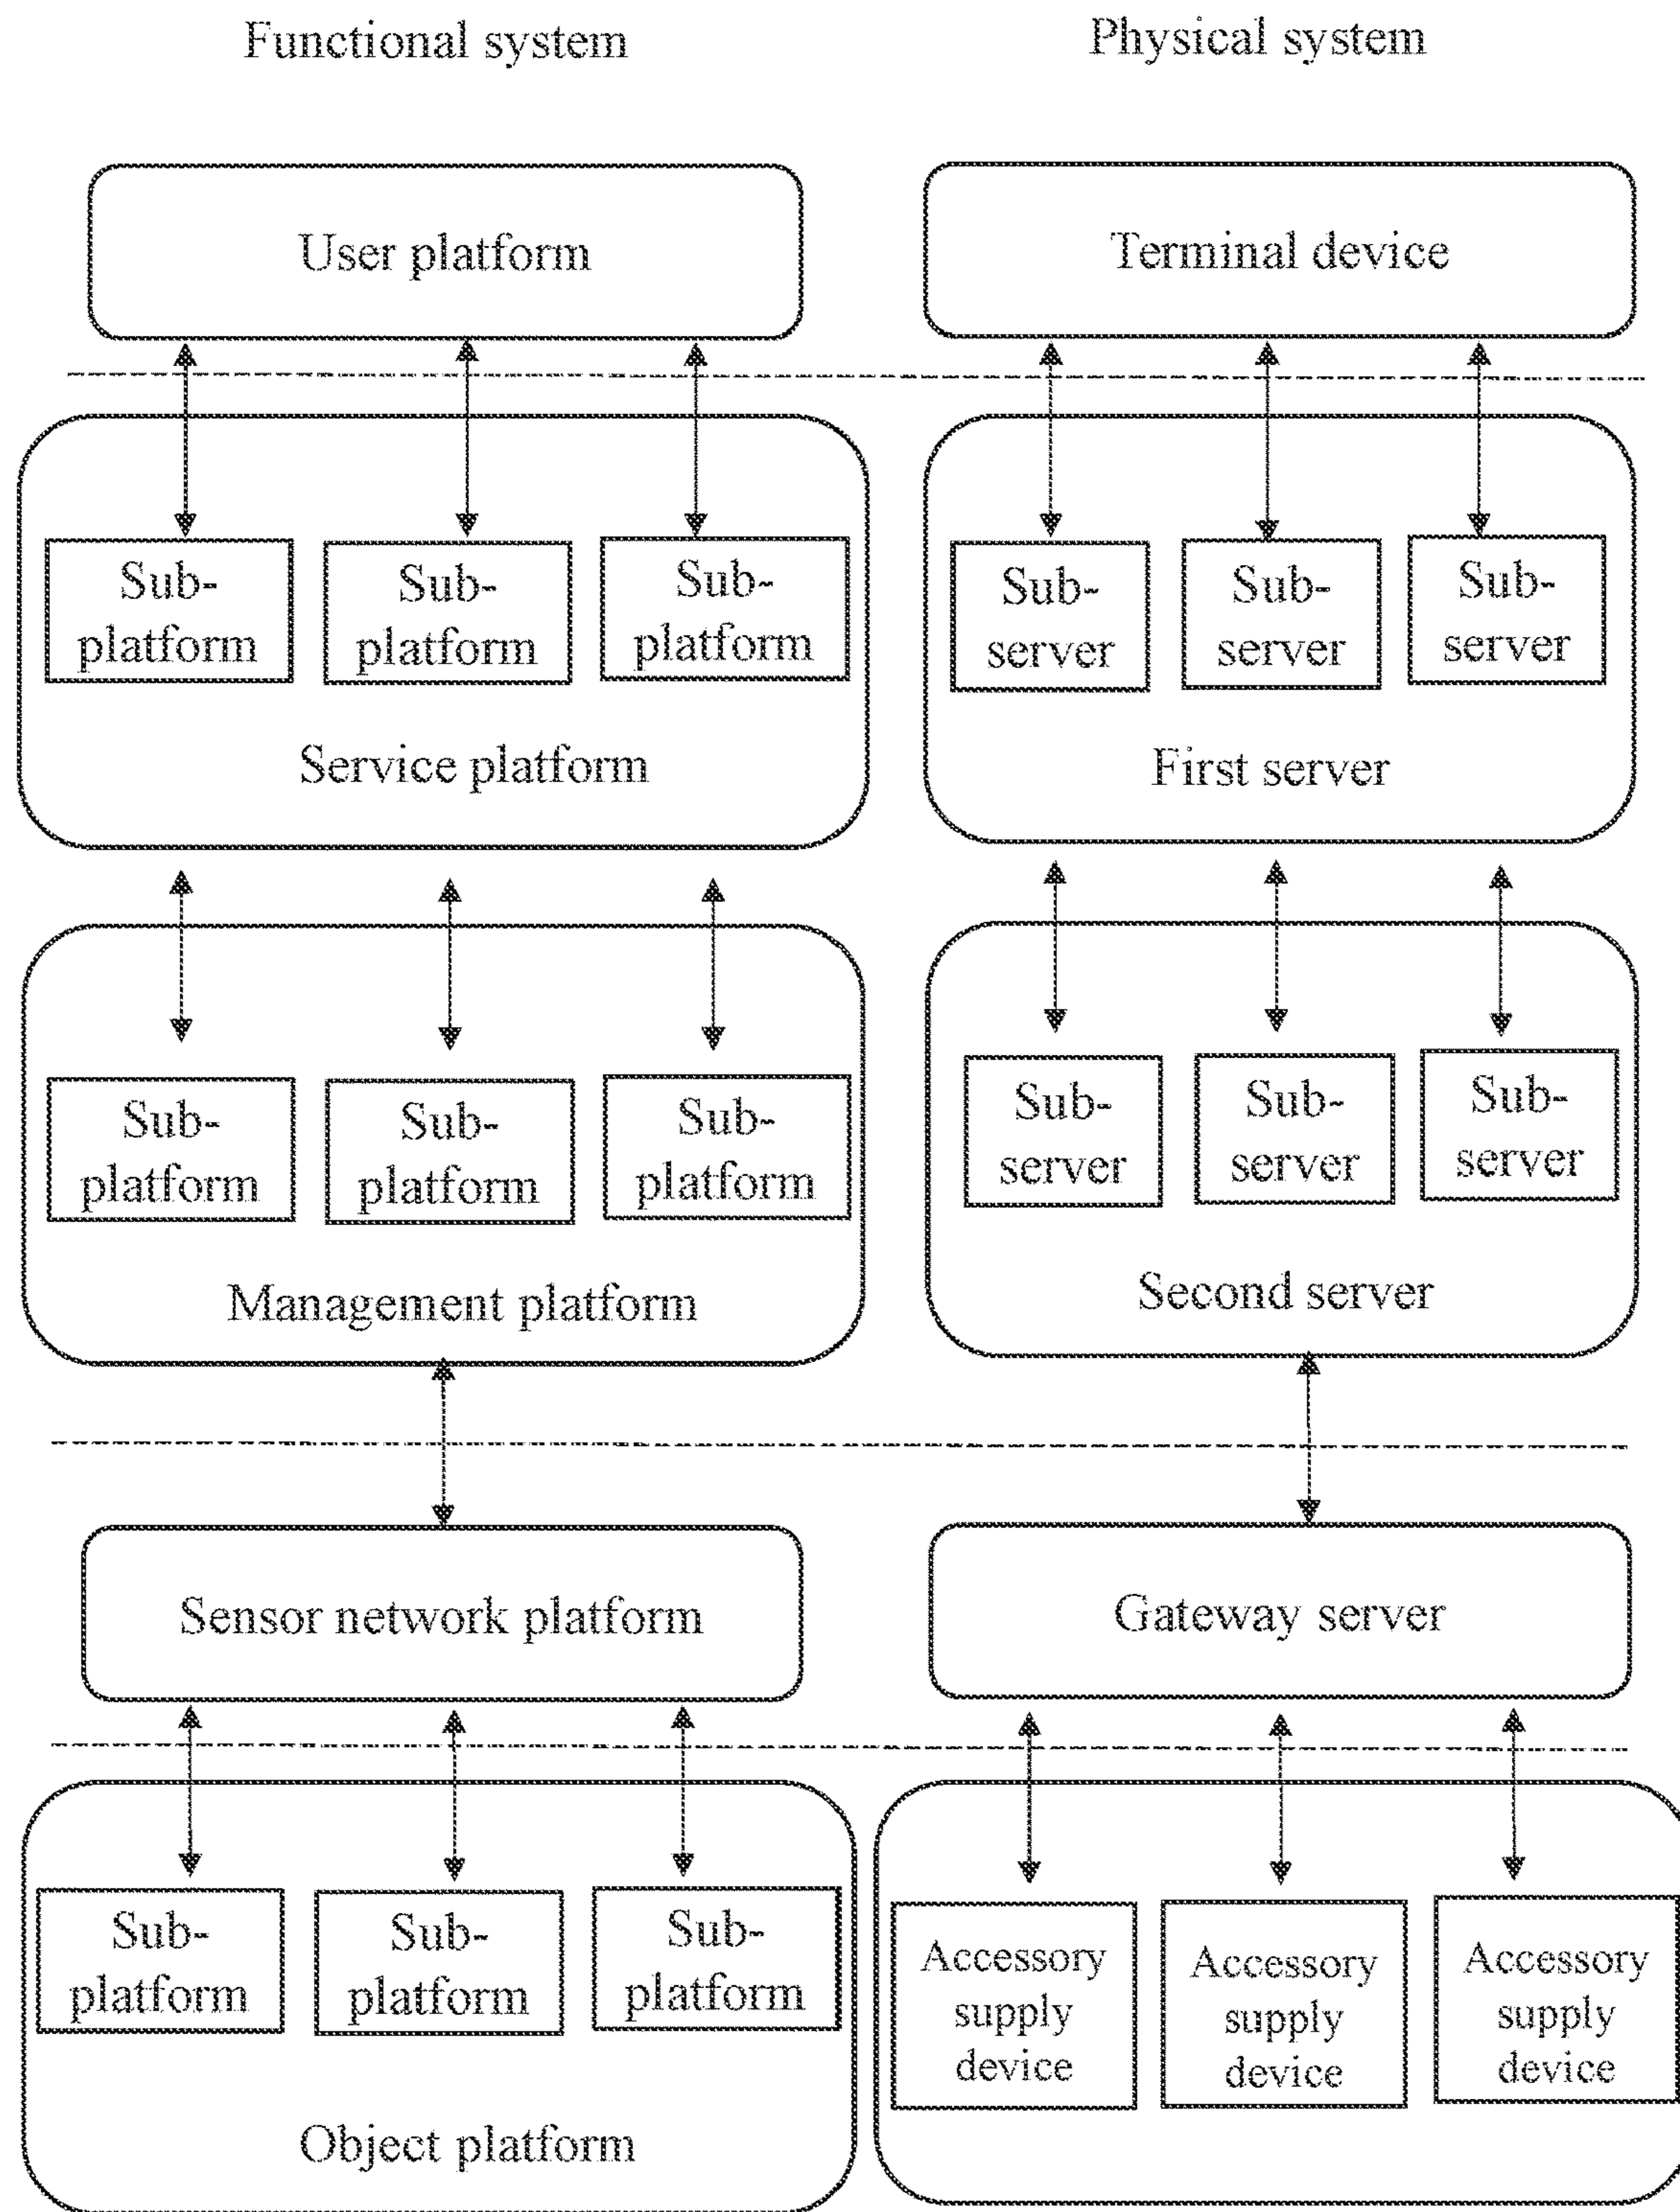 Functional system
Physical system
User platform
Terminal device
Sub-
platform
Sub-
platform
Sub-
platform
Sub-
server
Sub-
server
Sub-
server
Service platform
First server
Sub-
platform
Sub-
platform
Sub-
platform
Sub-
server
Sub-
server
Sub-
server
Management platform
Second server
Sensor network platform
Gateway server
Sub-
platform
Sub-
platform
Sub-
platform
Accessory
supply
device
Accessory
supply
device
Accessory
supply
device
Object platform